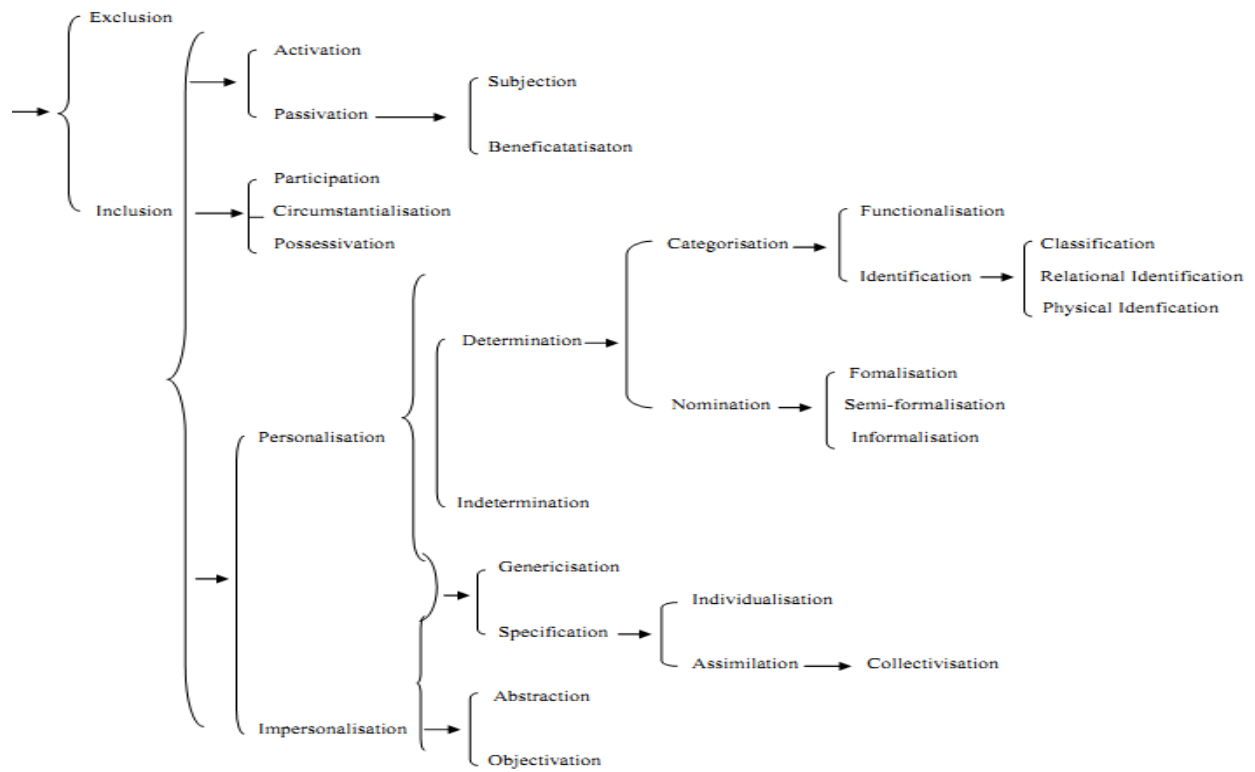 Exclusion
Activation
Subjection
Passivation
Beneficatatisaton
Participation
Inclusion
Circumstantialisation
Possessivation
Functionalisation
Categorisation
Classification
Identification
Relational Identification
Physical Idenfication
Determination
Fomalisation
Nomination
Semi-formalisation
Informalisation
Personalisation
Indetermination
Genericisation
Individualisation
Specification
Assimilation
Collectivisation
Abstraction
Impersonalisation
Objectivation